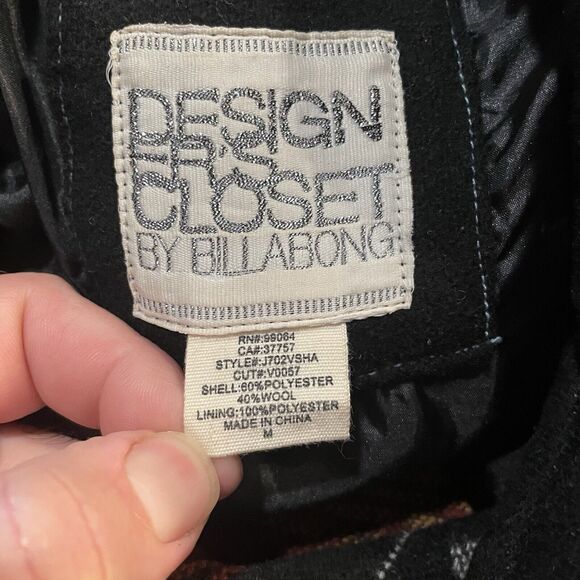 DESIGN
ER'S
CLOSET
BY BILLABONG
RN#:99064
CA#:37757
STYLE#:J702VSHA
CUT#:V0057
SHELL:60%POLYESTER
40%WOOL
LINING:100%POLYESTER
MADE IN CHINA
M